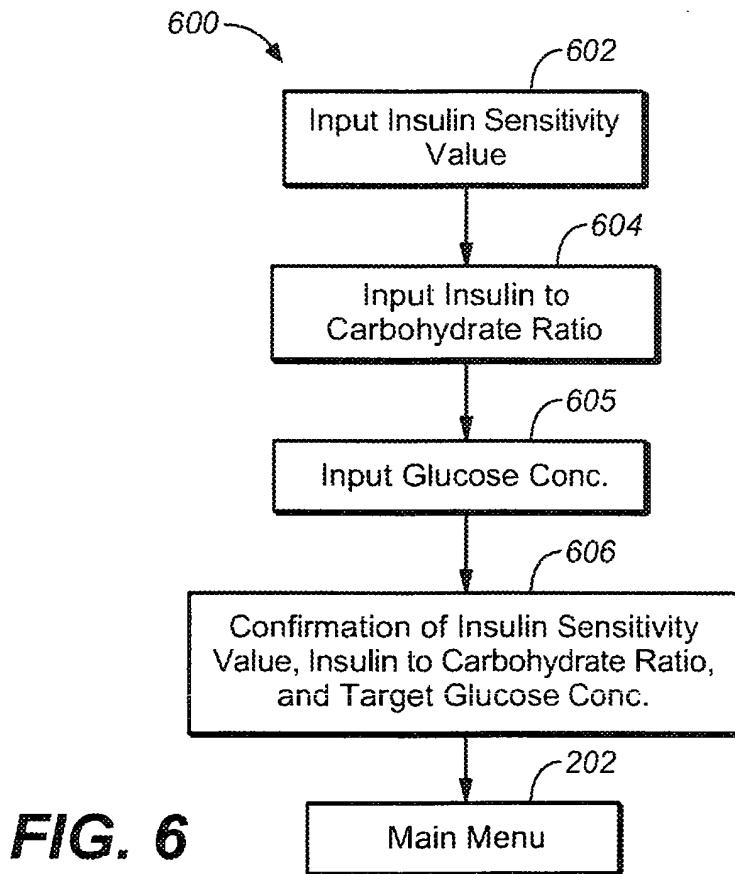 600
602
Input Insulin Sensitivity
Value
604
Input Insulin to
Carbohydrate Ratio
605
Input Glucose Conc.
606
Confirmation of Insulin Sensitivity
Value, Insulin to Carbohydrate Ratio,
and Target Glucose Conc.
202
Main Menu
FIG. 6